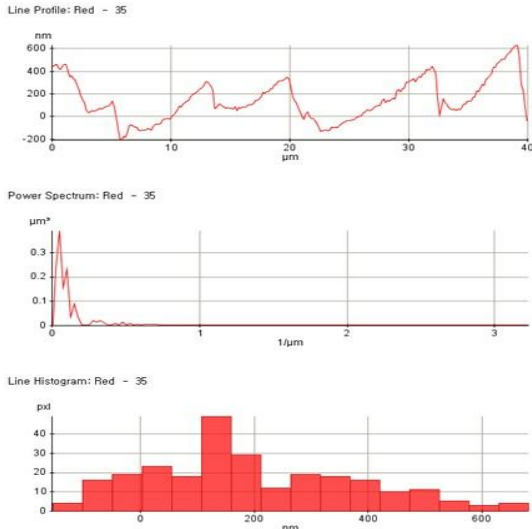 Line Profile: Red - 35
nm
600
400
200
0
-200
0 10 20 30 40
µm
Power Spectrum: Red - 35
µm³
0.3
0.2
0.1
0
0 1 2 3
1/µm
Line Histogram: Red - 35
pxl
40
30
20
10
0
0 200 400 600
nm